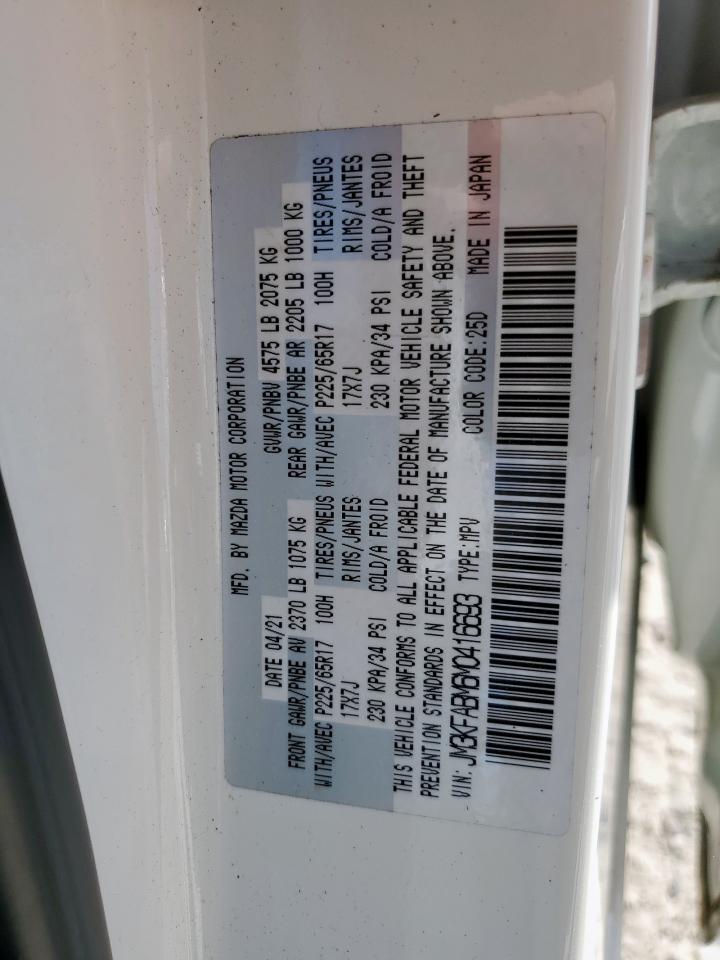 MFD. BY MAZDA MOTOR CORPORATION
DATE 04/21 GVWR/PNBV 4575 LB 2075 KG
FRONT GAWR/PNBE AV 2370 LB 1075 KG REAR GAWR/PNBE AR 2205 LB 1000 KG
WITH/AVEC P225/65R17 100H TIRES/PNEUS WITH/AVEC P225/65R17 100H TIRES/PNEUS
17X7J RIMS/JANTES 17X7J RIMS/JANTES
230 KPA/34 PSI COLD/A FROID 230 KPA/34 PSI COLD/A FROID
THIS VEHICLE CONFORMS TO ALL APPLICABLE FEDERAL MOTOR VEHICLE SAFETY AND THEFT
PREVENTION STANDARDS IN EFFECT ON THE DATE OF MANUFACTURE SHOWN ABOVE.
VIN: JM3KFABM6M0416693 TYPE:MPV COLOR CODE:25D MADE IN JAPAN